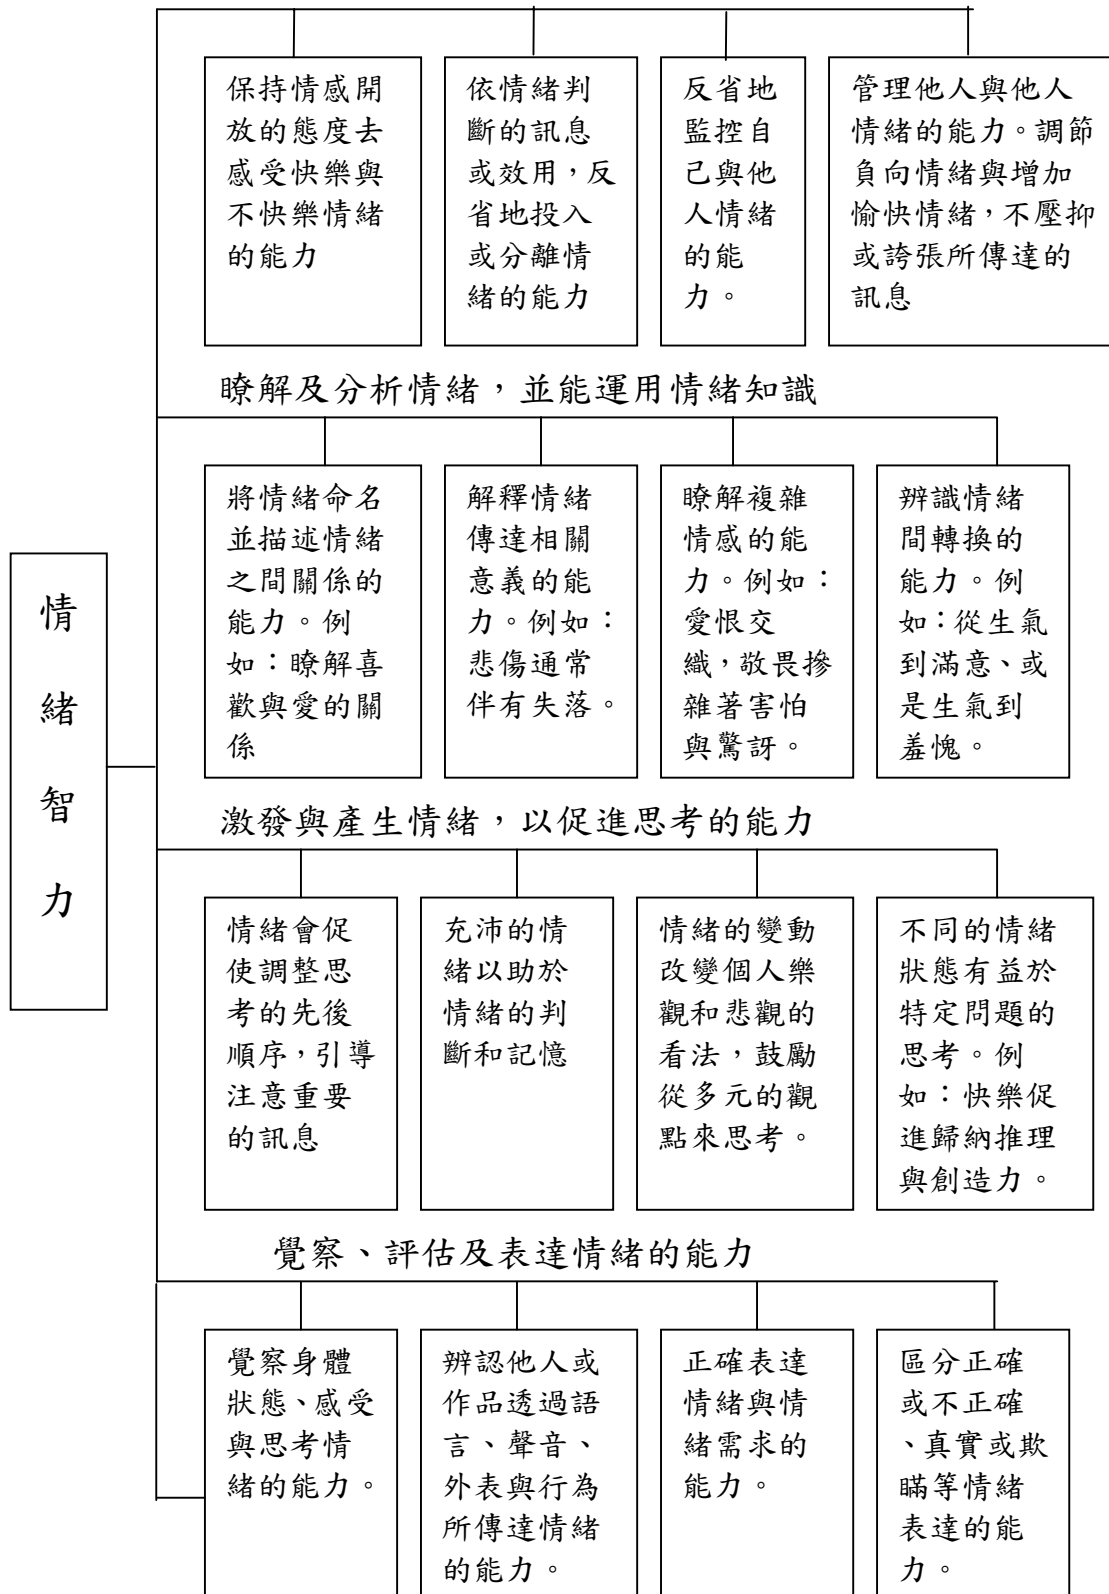 保持情感開
放的態度去
感受快樂與
不快樂情緒
的能力
依情緒判
斷的訊息
或效用，反
省地投入
或分離情
緒的能力
反省地
監控自
己與他
人情緒
的能
力。
管理他人與他人
情緒的能力。調節
負向情緒與增加
愉快情緒，不壓抑
或誇張所傳達的
訊息
瞭解及分析情緒，並能運用情緒知識
將情緒命名
並描述情緒
之間關係的
能力。例
如：瞭解喜
歡與愛的關
係
解釋情緒
傳達相關
意義的能
力。例如：
悲傷通常
伴有失落。
瞭解複雜
情感的能
力。例如：
愛恨交
織，敬畏摻
雜著害怕
與驚訝。
辨識情緒
間轉換的
能力。例
如：從生氣
到滿意、或
是生氣到
羞愧。
情
緒
智
力
激發與產生情緒，以促進思考的能力
情緒會促
使調整思
考的先後
順序，引導
注意重要
的訊息
充沛的情
緒以助於
情緒的判
斷和記憶
情緒的變動
改變個人樂
觀和悲觀的
看法，鼓勵
從多元的觀
點來思考。
不同的情緒
狀態有益於
特定問題的
思考。例
如：快樂促
進歸納推理
與創造力。
覺察、評估及表達情緒的能力
覺察身體
狀態、感受
與思考情
緒的能力。
辨認他人或
作品透過語
言、聲音、
外表與行為
所傳達情緒
的能力。
正確表達
情緒與情
緒需求的
能力。
區分正確
或不正確
、真實或欺
瞞等情緒
表達的能
力。